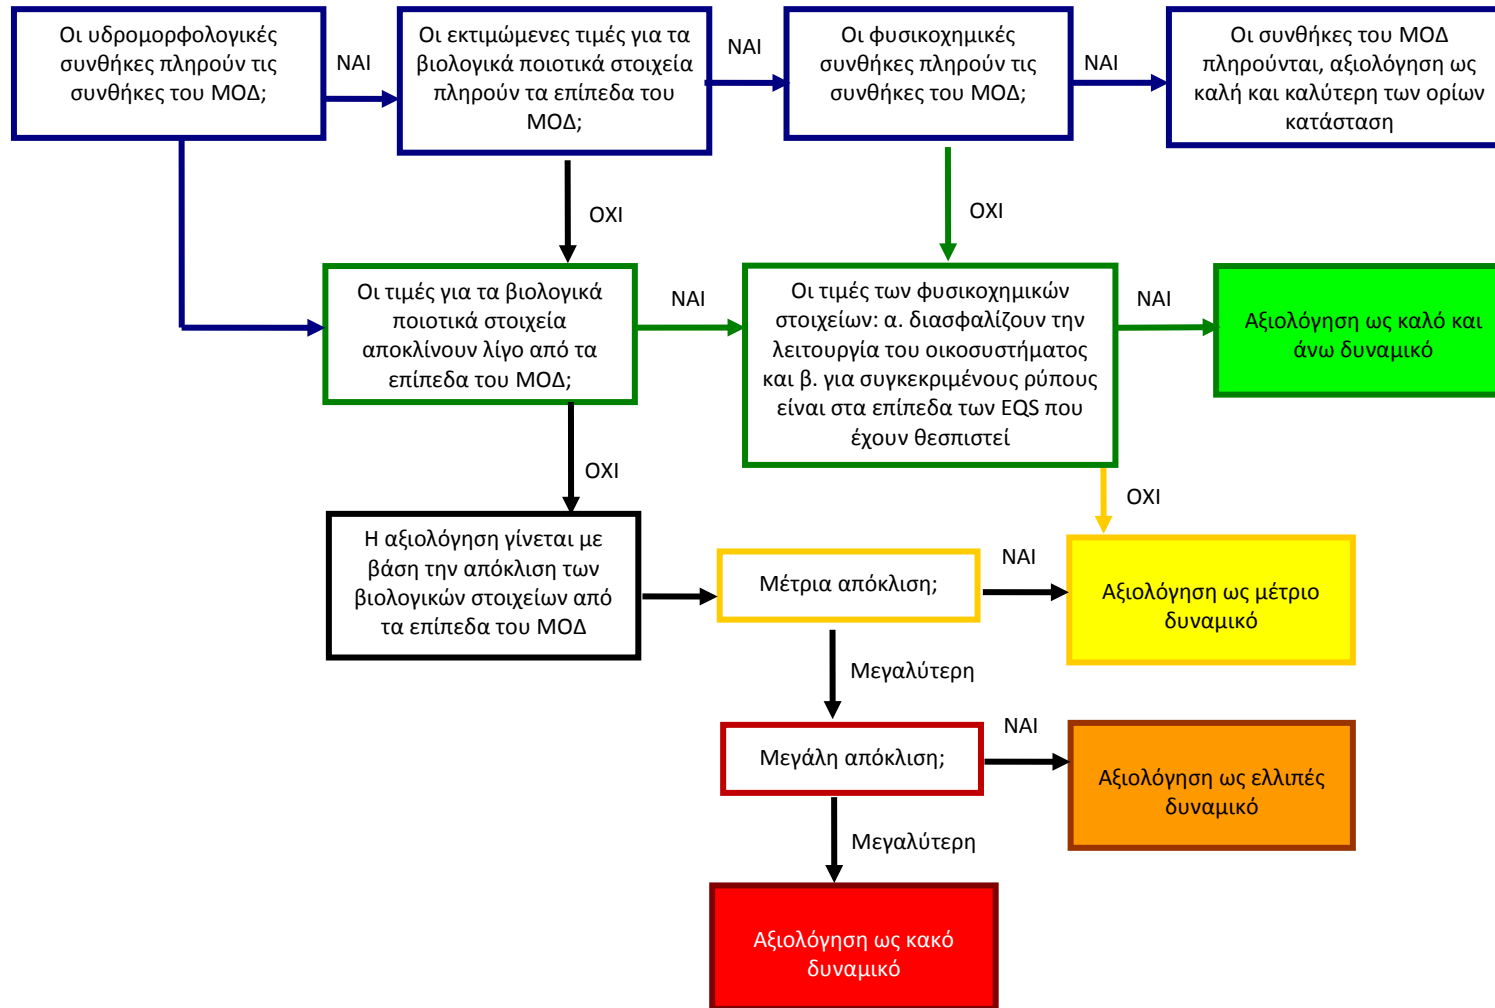 Οι υδρομορφολογικές
συνθήκες πληρούν τις
συνθήκες του ΜΟΔ;
ΝΑΙ
Οι εκτιμώμενες τιμές για τα
βιολογικά ποιοτικά στοιχεία
πληρούν τα επίπεδα του
ΜΟΔ;
ΝΑΙ
Οι φυσικοχημικές
συνθήκες πληρούν τις
συνθήκες του ΜΟΔ;
ΝΑΙ
Οι συνθήκες του ΜΟΔ
πληρούνται, αξιολόγηση ως
καλή και καλύτερη των ορίων
κατάσταση
ΟΧΙ
ΟΧΙ
Οι τιμές για τα βιολογικά
ποιοτικά στοιχεία
αποκλίνουν λίγο από τα
επίπεδα του ΜΟΔ;
ΝΑΙ
Οι τιμές των φυσικοχημικών
στοιχείων: α. διασφαλίζουν την
λειτουργία του οικοσυστήματος
και β. για συγκεκριμένους ρύπους
είναι στα επίπεδα των EQS που
έχουν θεσπιστεί
ΝΑΙ
Αξιολόγηση ως καλό και
άνω δυναμικό
ΟΧΙ
ΟΧΙ
Η αξιολόγηση γίνεται με
βάση την απόκλιση των
βιολογικών στοιχείων από
τα επίπεδα του ΜΟΔ
Μέτρια απόκλιση;
ΝΑΙ
Αξιολόγηση ως μέτριο
δυναμικό
Μεγαλύτερη
Μεγάλη απόκλιση;
ΝΑΙ
Αξιολόγηση ως ελλιπές
δυναμικό
Μεγαλύτερη
Αξιολόγηση ως κακό
δυναμικό